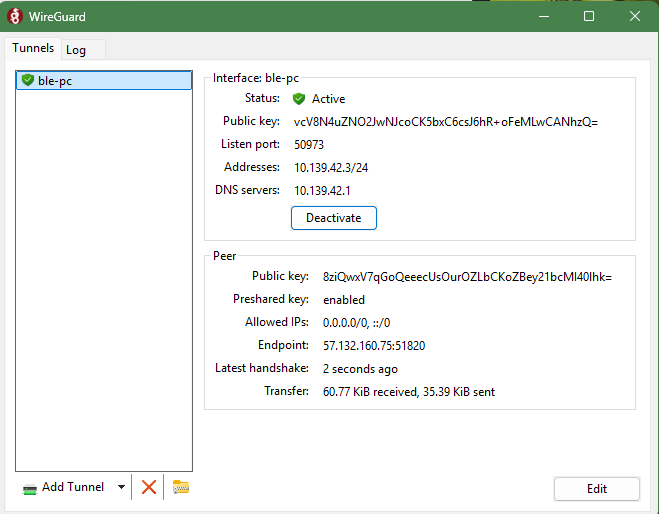 WireGuard
Tunnels
Log
ble-pc
Interface: ble-pc
Status: Active
Public key: vcV8N4uZNO2JwNJcoCK5bxC6csJ6hR+oFeMLwCANhzQ=
Listen port: 50973
Addresses: 10.139.42.3/24
DNS servers: 10.139.42.1
Deactivate
Peer
Public key: 8ziQwxV7qGoQeeecUsOurOZLbCKoZBey21bcMl40lhk=
Preshared key: enabled
Allowed IPs: 0.0.0.0/0, ::/0
Endpoint: 57.132.160.75:51820
Latest handshake: 2 seconds ago
Transfer: 60.77 KiB received, 35.39 KiB sent
Add Tunnel
Edit